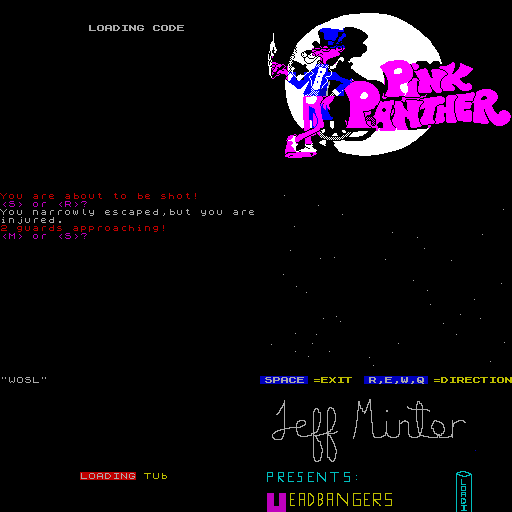 LOADING CODE
PINK
PANTHER
You are about to be shot!
<S> or <R>?
You narrowly escaped,but you are
injured.
2 guards approaching!
<M> or <S>?
SPACE =EXIT R,E,W,Q =DIRECTION
"WOSL"
LOADING TUb
Jeff Minter
PRESENTS:
HEADBANGERS
LOADI